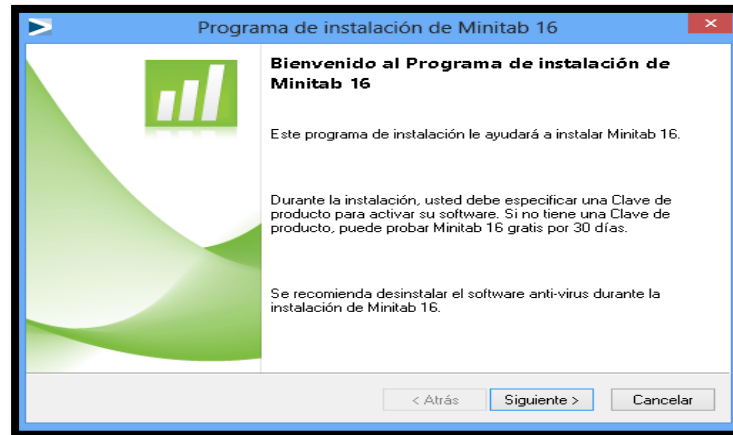 Programa de instalación de Minitab 16
Bienvenido al Programa de instalación de
Minitab 16
Este programa de instalación le ayudará a instalar Minitab 16.
Durante la instalación, usted debe especificar una Clave de
producto para activar su software. Si no tiene una Clave de
producto, puede probar Minitab 16 gratis por 30 días.
Se recomienda desinstalar el software anti-virus durante la
instalación de Minitab 16.
< Atrás
Siguiente >
Cancelar